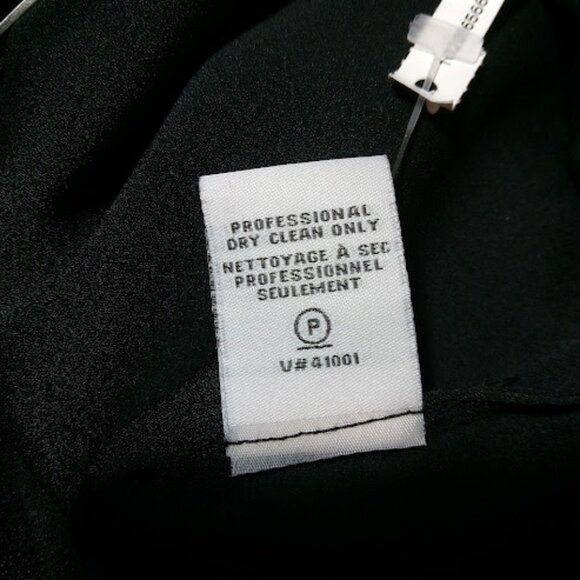 PROFESSIONAL
DRY CLEAN ONLY
NETTOYAGE À SEC
PROFESSIONNEL
SEULEMENT
P
V#41001